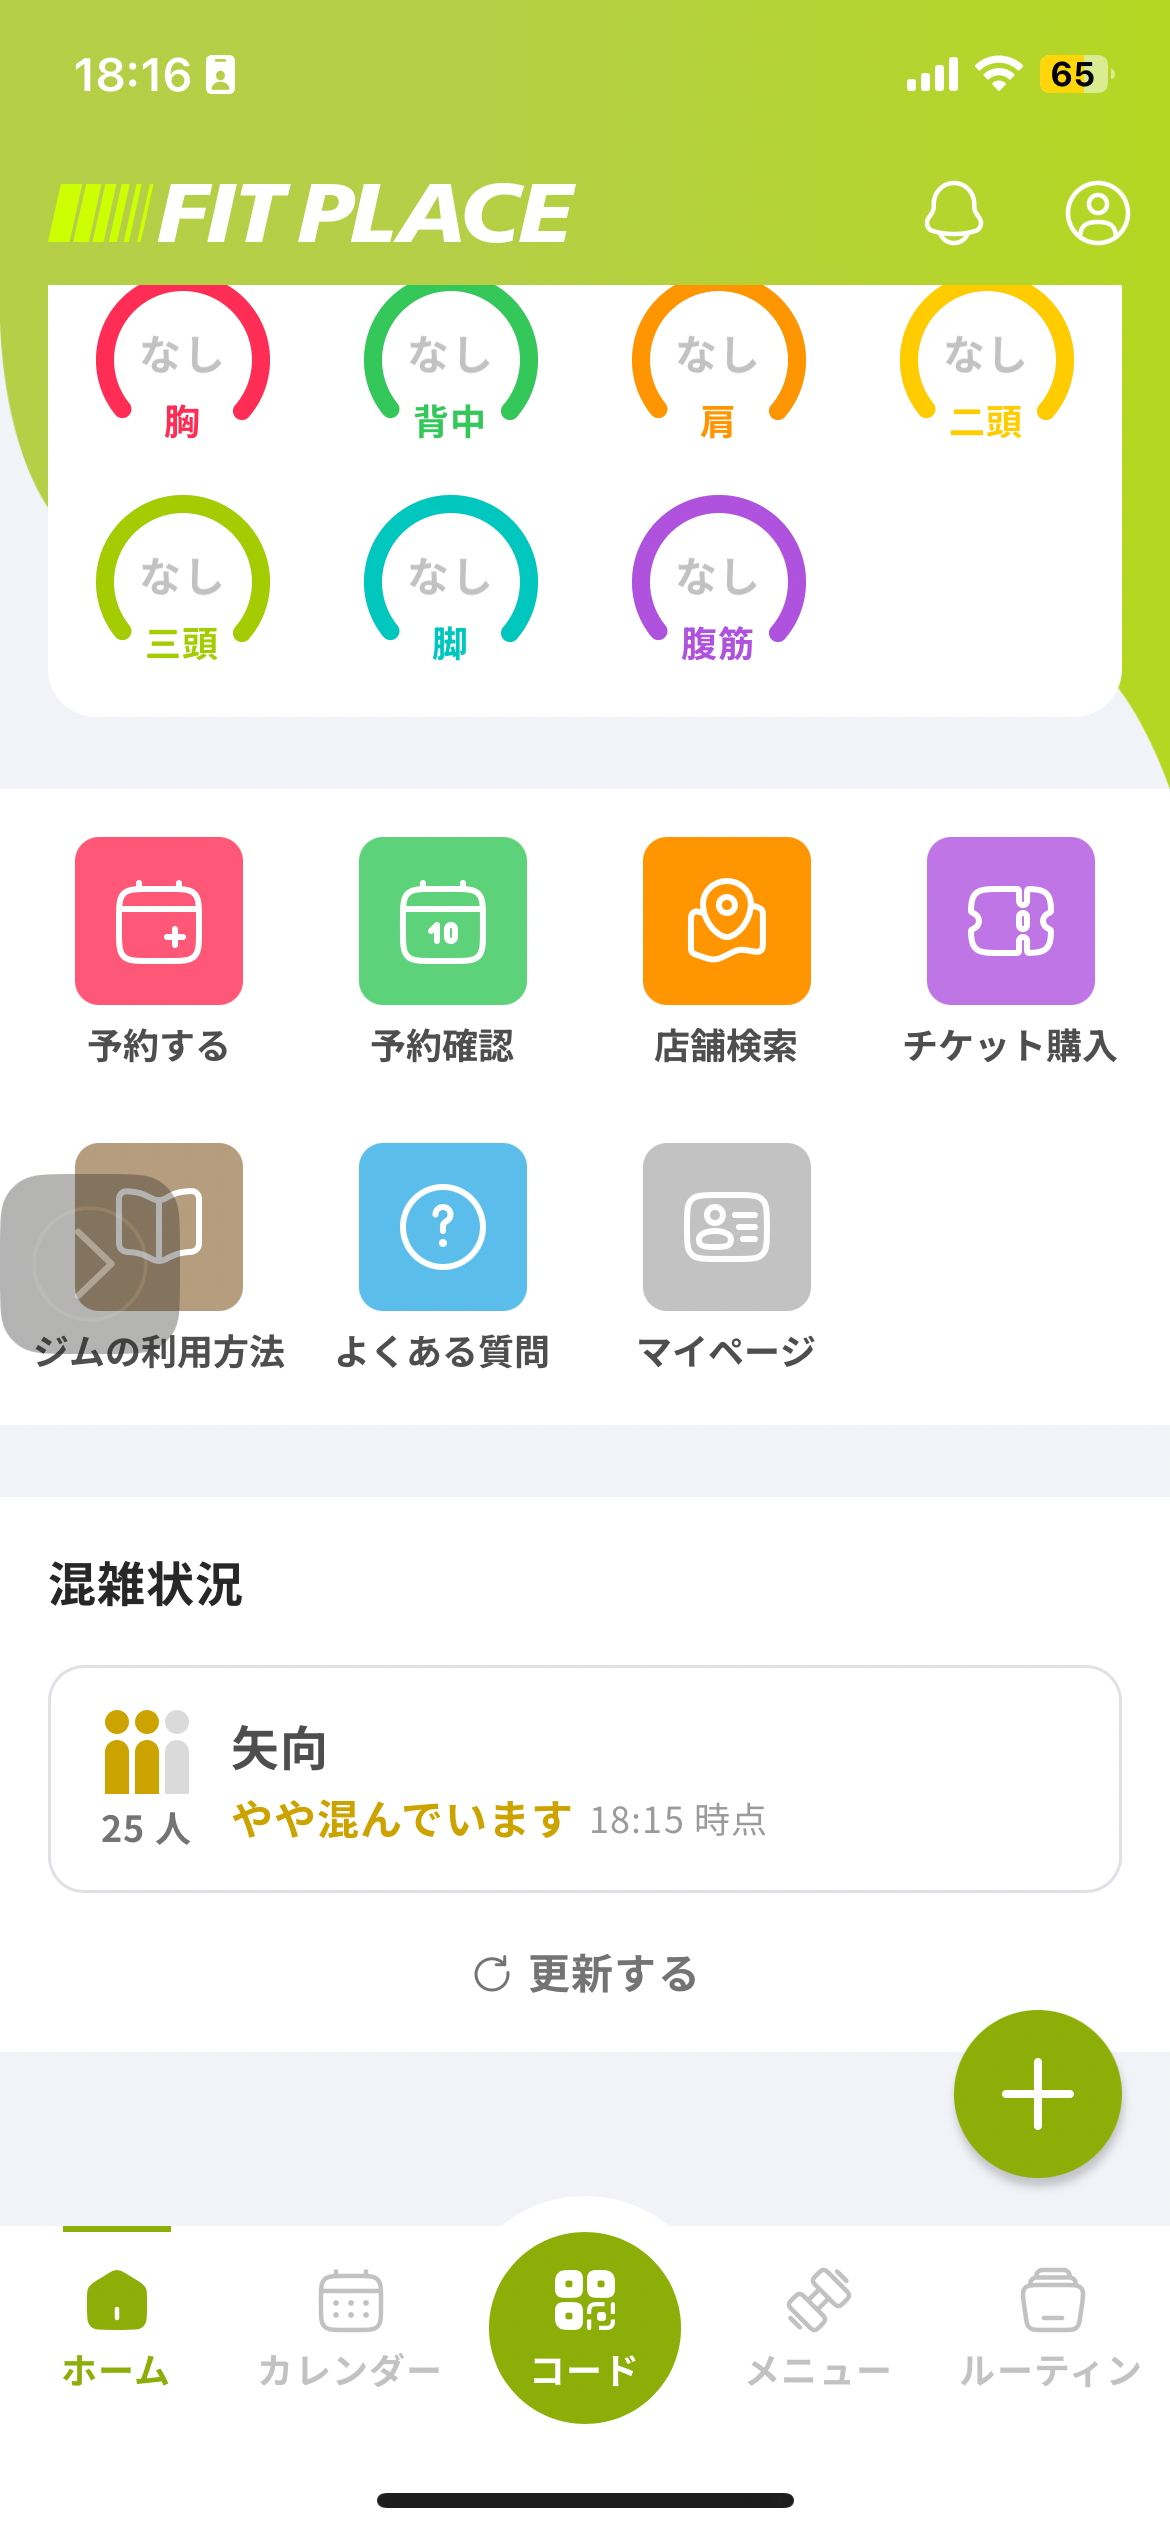 18:16
65
FIT PLACE
なし なし なし なし
胸 背中 肩 二頭
なし なし なし
三頭 脚 腹筋
10
予約する 予約確認 店舗検索 チケット購入
?
ジムの利用方法 よくある質問 マイページ
混雑状況
矢向
25 人 やや混んでいます 18:15 時点
更新する
ホーム カレンダー コード メニュー ルーティン